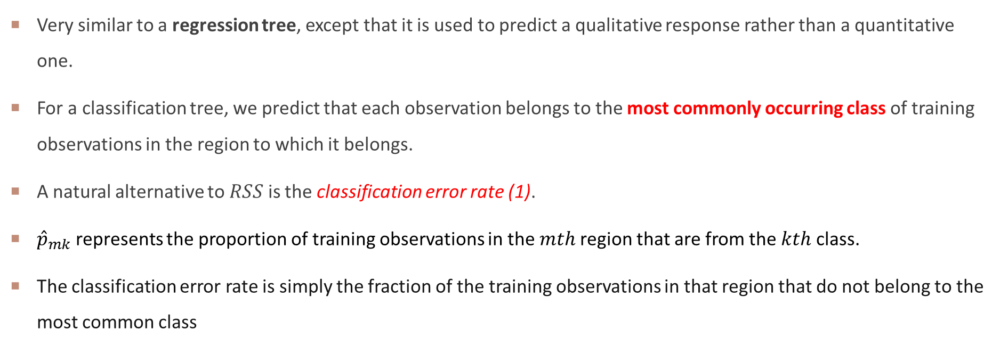 ▪ Very similar to a regression tree, except that it is used to predict a qualitative response rather than a quantitative
one.
▪ For a classification tree, we predict that each observation belongs to the most commonly occurring class of training
observations in the region to which it belongs.
▪ A natural alternative to RSS is the classification error rate (1).
▪ p̂ₘₖ represents the proportion of training observations in the mth region that are from the kth class.
▪ The classification error rate is simply the fraction of the training observations in that region that do not belong to the
most common class